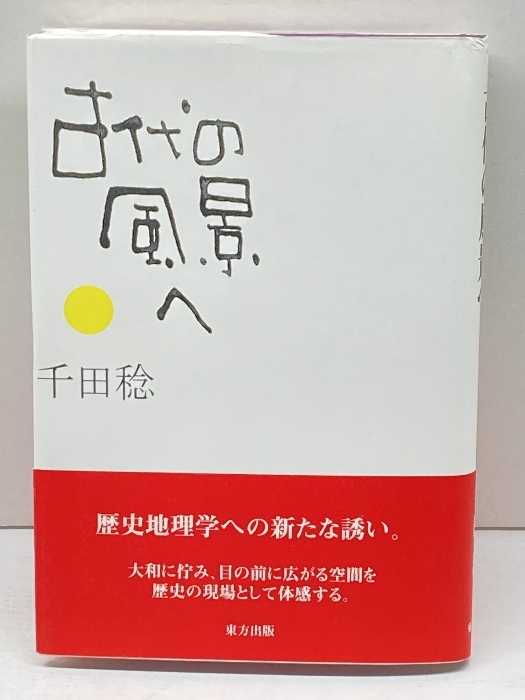 古代の
風景
へ
千田稔
歴史地理学への新たな誘い。
大和に佇み、目の前に広がる空間を
歴史の現場として体感する。
東方出版